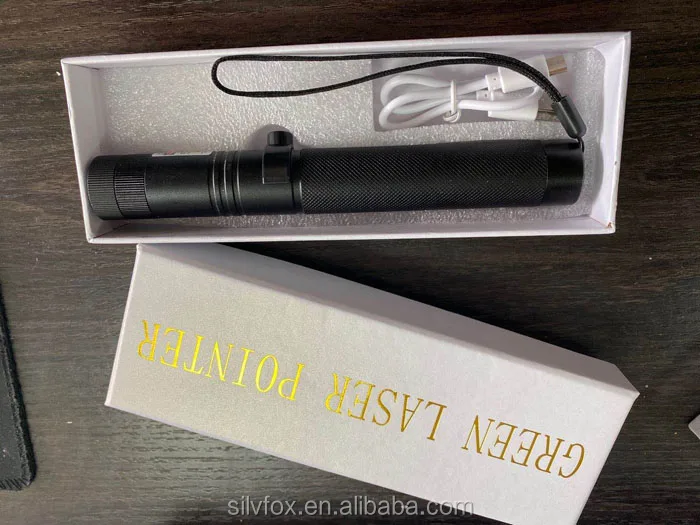 GREEN LASER POINTER
silvfox.en.alibaba.com